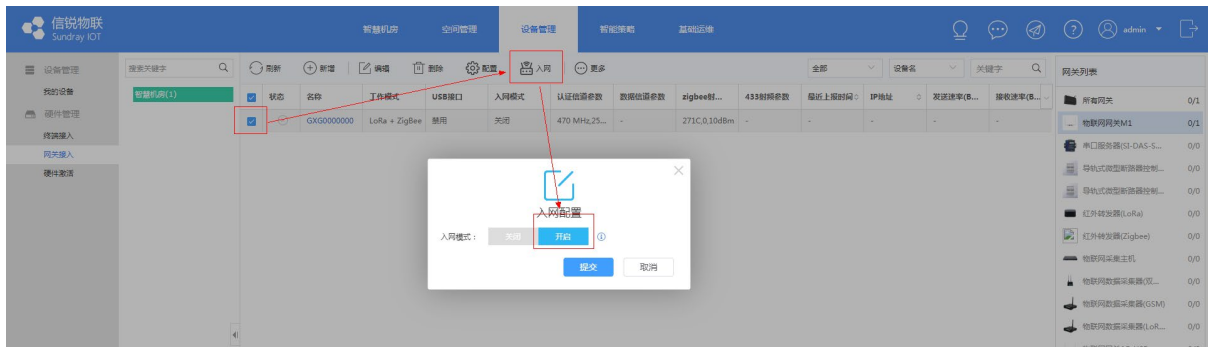 信锐物联
Sundray IOT
智慧机房 空间管理 设备管理 智能策略 基础运维
admin
设备管理
我的设备
硬件管理
终端接入
网关接入
硬件激活
搜索关键字
智慧机房(1)
刷新 新增 编辑 删除 配置 入网 更多 全部 设备名 关键字
状态 名称 工作模式 USB接口 入网模式 认证信道参数 数据信道参数 zigbee射... 433射频参数 最近上报时间 IP地址 发送速率(B... 接收速率(B...
GXG0000000 LoRa + ZigBee 禁用 关闭 470 MHz,25... - 271C,0,10dBm - - - - -
入网配置
入网模式： 关闭 开启
提交 取消
网关列表
所有网关 0/1
物联网网关M1 0/1
串口服务器(SI-DAS-S... 0/0
导轨式微型断路器控制... 0/0
导轨式微型断路器控制... 0/0
红外转发器(LoRa) 0/0
红外转发器(Zigbee) 0/0
物联网采集主机 0/0
物联网数据采集器(双... 0/0
物联网数据采集器(GSM) 0/0
物联网数据采集器(LoR... 0/0